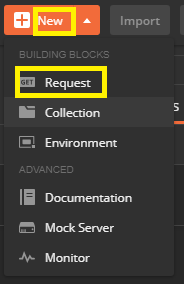 New Import
BUILDING BLOCKS
GET Request
S
Collection
Environment
ADVANCED
Documentation
Mock Server
Monitor